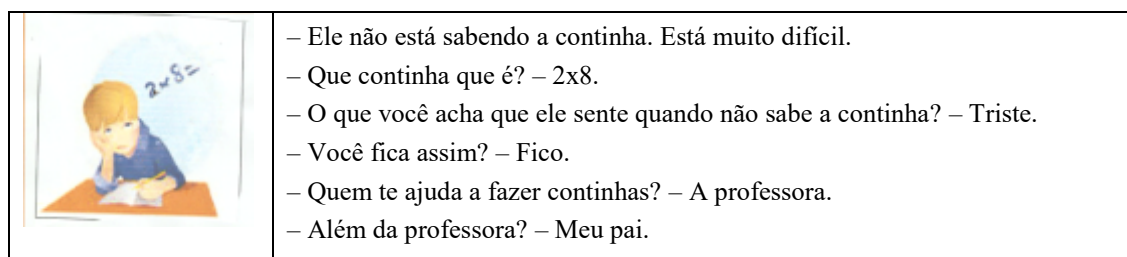 2x8=
– Ele não está sabendo a continha. Está muito difícil.
– Que continha que é? – 2x8.
– O que você acha que ele sente quando não sabe a continha? – Triste.
– Você fica assim? – Fico.
– Quem te ajuda a fazer continhas? – A professora.
– Além da professora? – Meu pai.